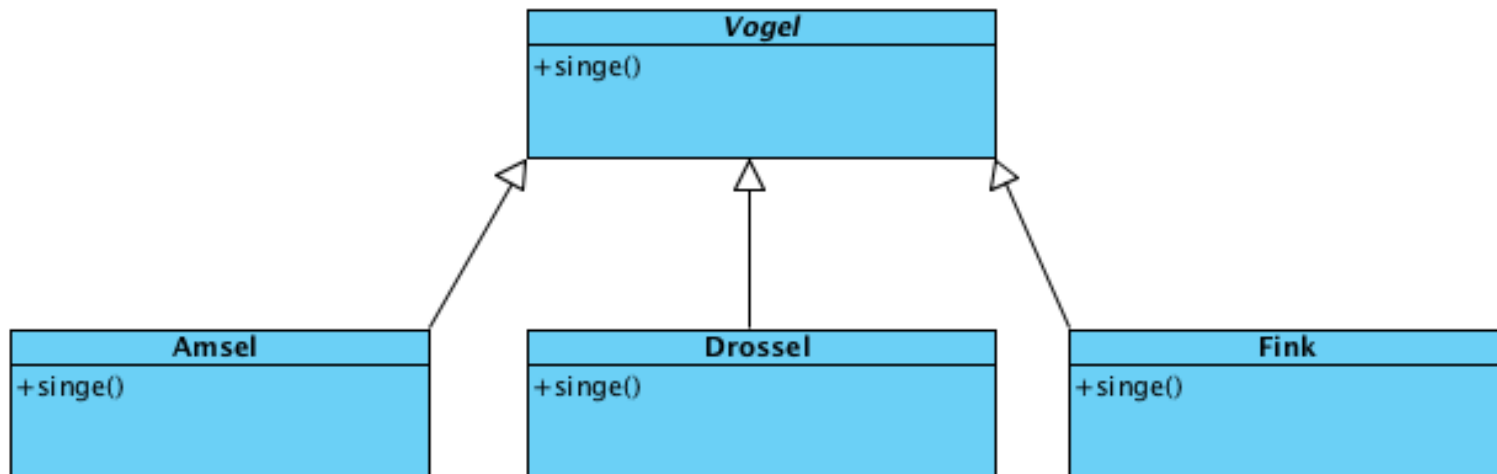 Vogel
+singe()
Amsel
+singe()
Drossel
+singe()
Fink
+singe()